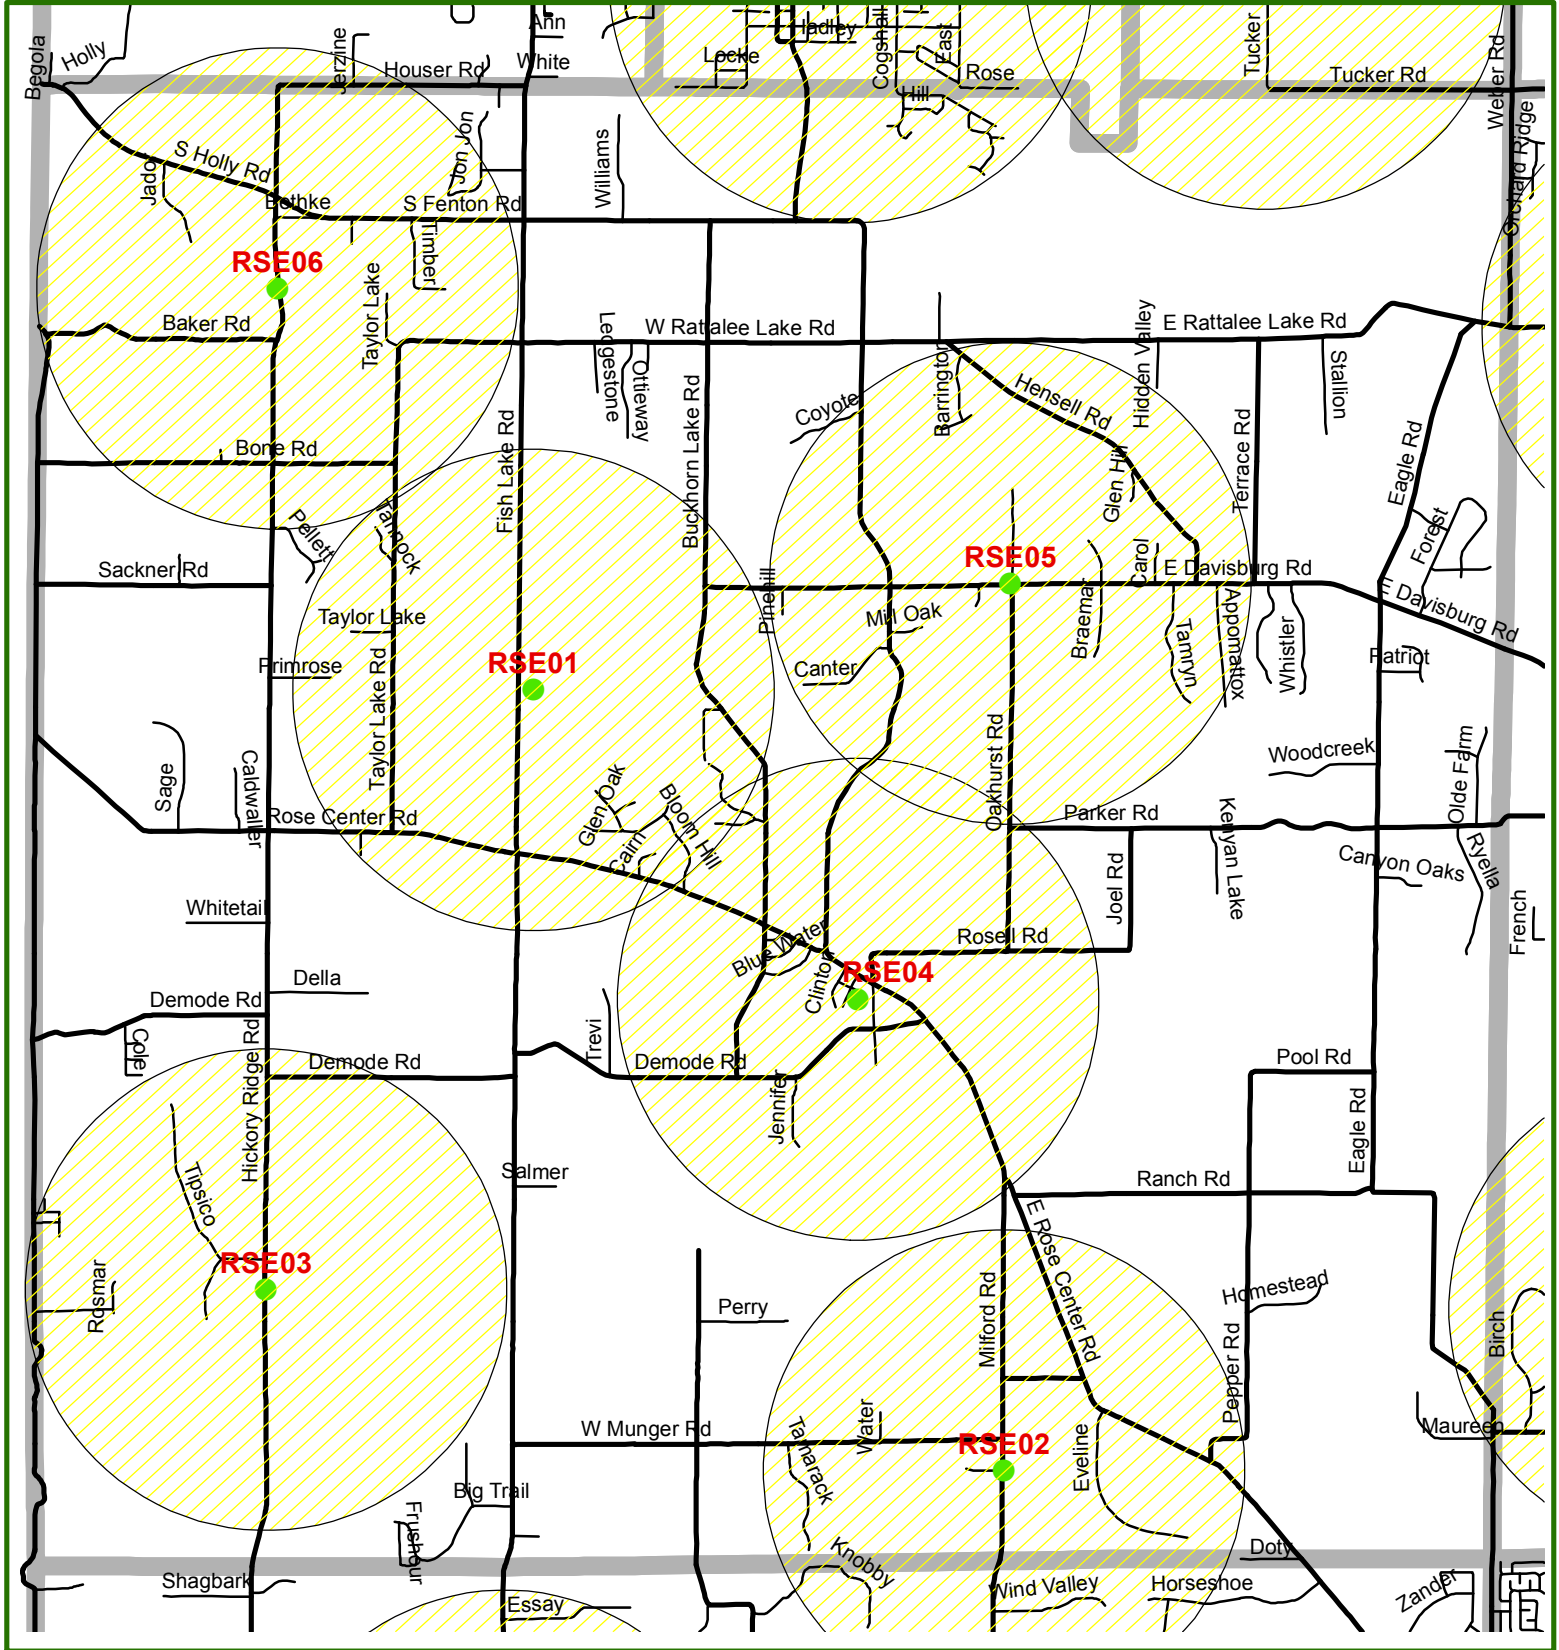 Ann
Hadley
Holly
Begola
Jerzine
Houser Rd
White
Locke
Cogshall
East
Rose
Hill
Tucker
Tucker Rd
Weber Rd
Orchard Ridge
S Holly Rd
Jado
Jon Jon
Williams
Bethke
S Fenton Rd
Timber
RSE06
Taylor Lake
Baker Rd
W Rattalee Lake Rd
E Rattalee Lake Rd
Ledgestone
Ottieway
Barrington
Hidden Valley
Stallion
Hensell Rd
Coyote
Fish Lake Rd
Buckhorn Lake Rd
Terrace Rd
Glen Hill
Eagle Rd
Bone Rd
Pellett
Tannock
Forest
Sackner Rd
RSE05
Carol
E Davisburg Rd
E Davisburg Rd
Pinehill
Mill Oak
Braemar
Tamryn
Appomattox
Whistler
Taylor Lake
Primrose
RSE01
Canter
Patriot
Taylor Lake Rd
Oakhurst Rd
Woodcreek
Olde Farm
Sage
Caldwaller
Rose Center Rd
Glen Oak
Cairn
Bloom Hill
Parker Rd
Kenyan Lake
Canyon Oaks
Ryella
Joel Rd
French
Whitetail
Blue Water
Rosell Rd
Clinton
RSE04
Della
Demode Rd
Cole
Hickory Ridge Rd
Demode Rd
Trevi
Demode Rd
Jennifer
Pool Rd
Eagle Rd
Salmer
Ranch Rd
Tipsico
RSE03
Rosmar
E Rose Center Rd
Milford Rd
Homestead
Perry
Birch
Pepper Rd
W Munger Rd
Water
Tamarack
RSE02
Eveline
Maureen
Big Trail
Frushour
Knobby
Doty
Shagbark
Essay
Wind Valley
Horseshoe
Zander